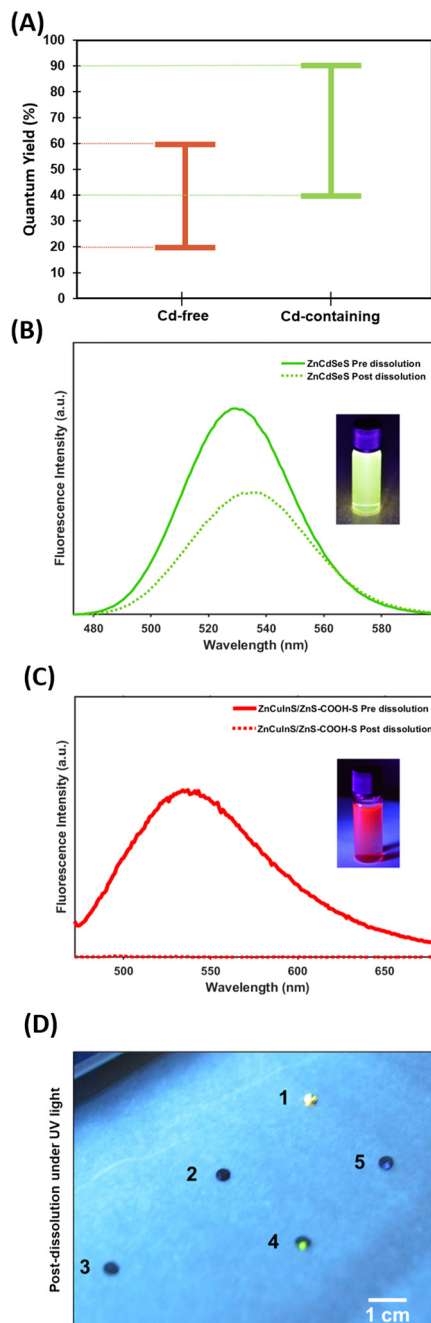 (A)
Quantum Yield (%)
100
90
80
70
60
50
40
30
20
10
0
Cd-free
Cd-containing
(B)
Fluorescence Intensity (a.u.)
ZnCdSeS Pre dissolution
ZnCdSeS Post dissolution
480
500
520
540
560
580
Wavelength (nm)
(C)
Fluorescence Intensity (a.u.)
ZnCuInS/ZnS-COOH-S Pre dissolution
ZnCuInS/ZnS-COOH-S Post dissolution
500
550
600
650
Wavelength (nm)
(D)
Post-dissolution under UV light
1
2
5
4
3
1 cm